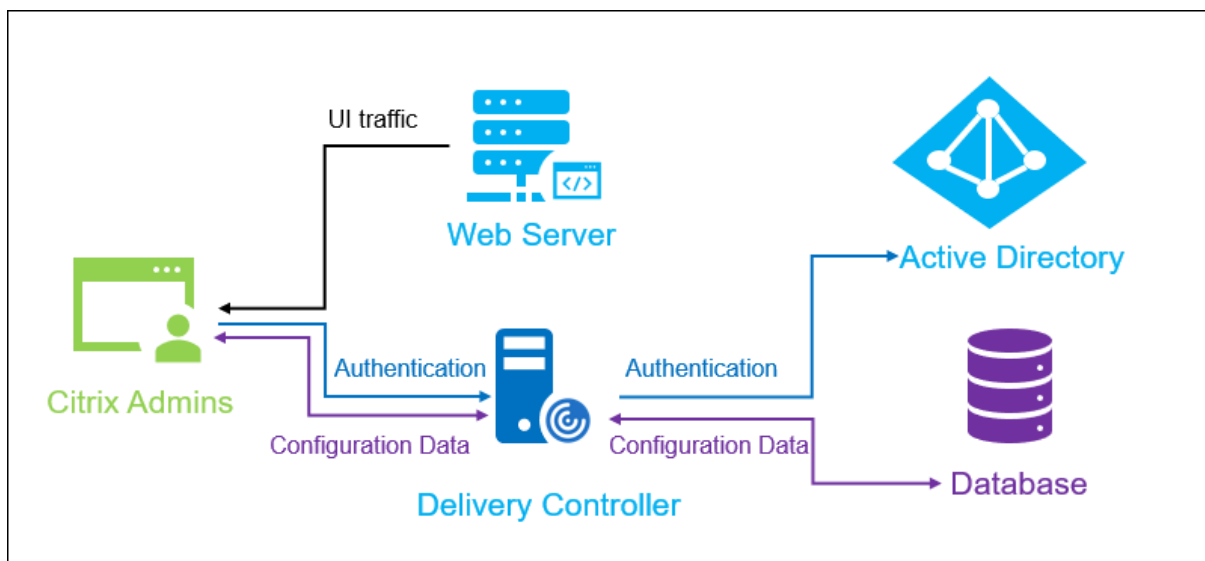 UI traffic
</>
Web Server
Active Directory
Authentication
Authentication
Citrix Admins
Configuration Data
Configuration Data
Database
Delivery Controller